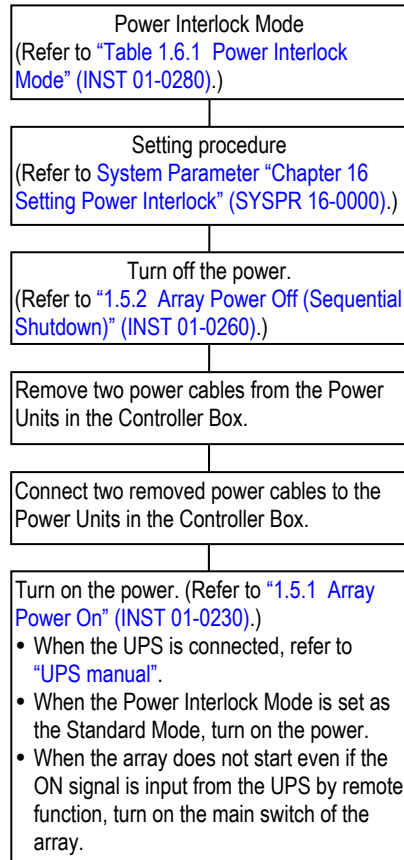 Power Interlock Mode
(Refer to “Table 1.6.1  Power Interlock
Mode” (INST 01-0280).)
Setting procedure
(Refer to System Parameter “Chapter 16
Setting Power Interlock” (SYSPR 16-0000).)
Turn off the power.
(Refer to “1.5.2  Array Power Off (Sequential
Shutdown)” (INST 01-0260).)
Remove two power cables from the Power
Units in the Controller Box.
Connect two removed power cables to the
Power Units in the Controller Box.
Turn on the power. (Refer to “1.5.1  Array
Power On” (INST 01-0230).)
• When the UPS is connected, refer to
“UPS manual”.
• When the Power Interlock Mode is set as
the Standard Mode, turn on the power.
• When the array does not start even if the
ON signal is input from the UPS by remote
function, turn on the main switch of the
array.